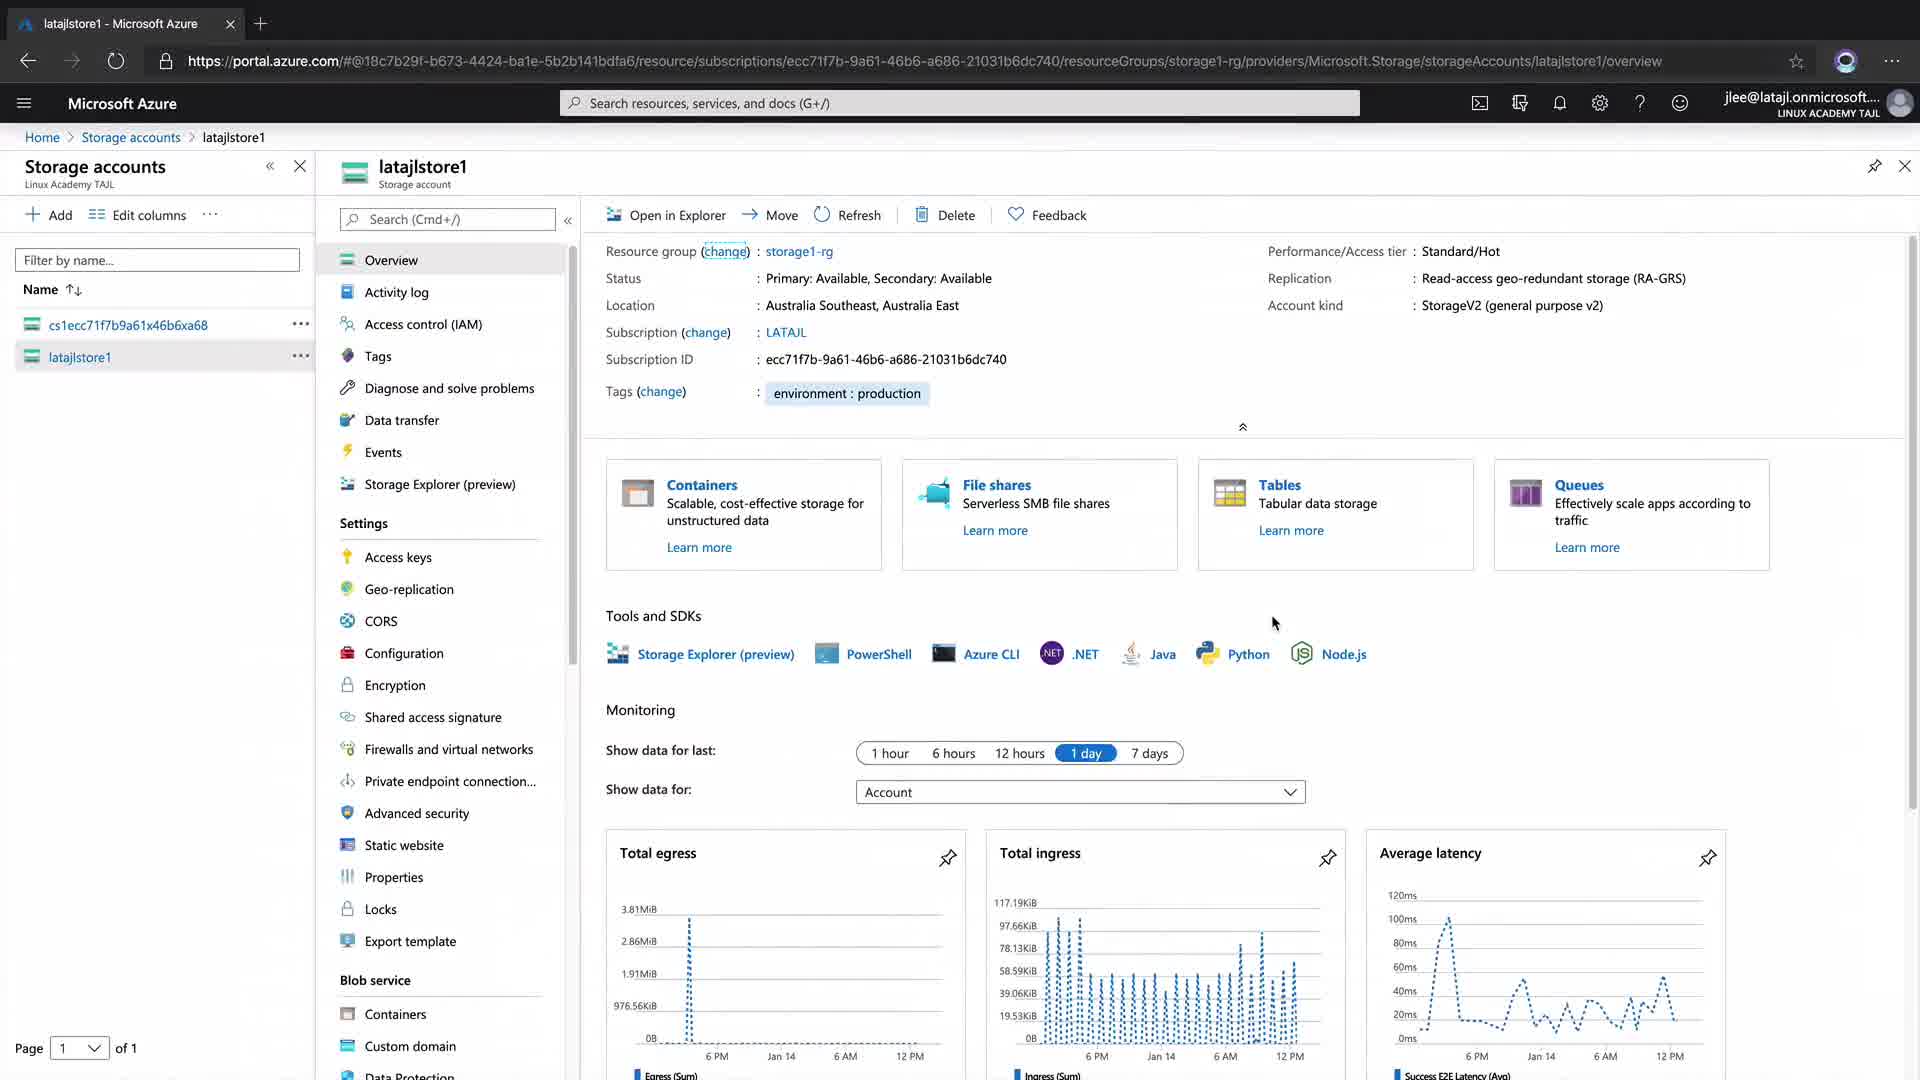 latajlstore1 - Microsoft Azure
https://portal.azure.com/#@18c7b29f-b673-4424-ba1e-5b2b141bdfa6/resource/subscriptions/ecc71f7b-9a61-46b6-a686-21031b6dc740/resourceGroups/storage1-rg/providers/Microsoft.Storage/storageAccounts/latajlstore1/overview
Microsoft Azure
Search resources, services, and docs (G+/)
jlee@latajl.onmicrosoft....
LINUX ACADEMY TAJL
Home > Storage accounts > latajlstore1
Storage accounts
Linux Academy TAJL
Add
Edit columns
Filter by name...
Name
cs1ecc71f7b9a61x46b6xa68
latajlstore1
Page 1 of 1
latajlstore1
Storage account
Search (Cmd+/)
Overview
Activity log
Access control (IAM)
Tags
Diagnose and solve problems
Data transfer
Events
Storage Explorer (preview)
Settings
Access keys
Geo-replication
CORS
Configuration
Encryption
Shared access signature
Firewalls and virtual networks
Private endpoint connection...
Advanced security
Static website
Properties
Locks
Export template
Blob service
Containers
Custom domain
Data Protection
Open in Explorer
Move
Refresh
Delete
Feedback
Resource group (change) : storage1-rg
Status : Primary: Available, Secondary: Available
Location : Australia Southeast, Australia East
Subscription (change) : LATAJL
Subscription ID : ecc71f7b-9a61-46b6-a686-21031b6dc740
Tags (change) : environment : production
Performance/Access tier : Standard/Hot
Replication : Read-access geo-redundant storage (RA-GRS)
Account kind : StorageV2 (general purpose v2)
Containers
Scalable, cost-effective storage for
unstructured data
Learn more
File shares
Serverless SMB file shares
Learn more
Tables
Tabular data storage
Learn more
Queues
Effectively scale apps according to
traffic
Learn more
Tools and SDKs
Storage Explorer (preview)
PowerShell
Azure CLI
.NET
.NET
Java
Python
Node.js
Monitoring
Show data for last:
1 hour
6 hours
12 hours
1 day
7 days
Show data for:
Account
Total egress
3.81MiB
2.86MiB
1.91MiB
976.56KiB
0B
6 PM
Jan 14
6 AM
12 PM
Egress (Sum)
Total ingress
117.19KiB
97.66KiB
78.13KiB
58.59KiB
39.06KiB
19.53KiB
0B
6 PM
Jan 14
6 AM
12 PM
Ingress (Sum)
Average latency
120ms
100ms
80ms
60ms
40ms
20ms
0ms
6 PM
Jan 14
6 AM
12 PM
Success E2E Latency (Avg)